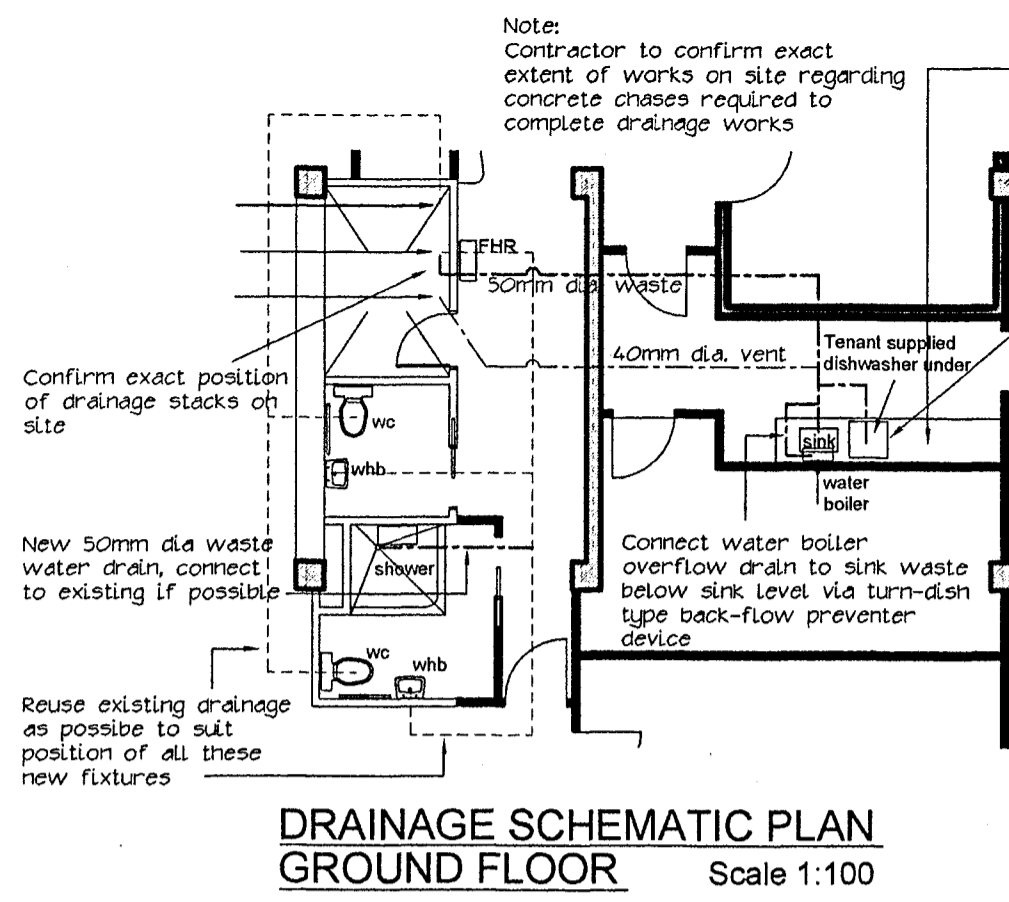 Note:
Contractor to confirm exact
extent of works on site regarding
concrete chases required to
complete drainage works
FHR
50mm dia. waste
40mm dia. vent
Tenant supplied
dishwasher under
Confirm exact position
of drainage stacks on
site
wc
whb
sink
water
boiler
New 50mm dia waste
water drain, connect
to existing if possible
shower
Connect water boiler
overflow drain to sink waste
below sink level via turn-dish
type back-flow preventer
device
wc
whb
Reuse existing drainage
as possibe to suit
position of all these
new fixtures
DRAINAGE SCHEMATIC PLAN
GROUND FLOOR Scale 1:100